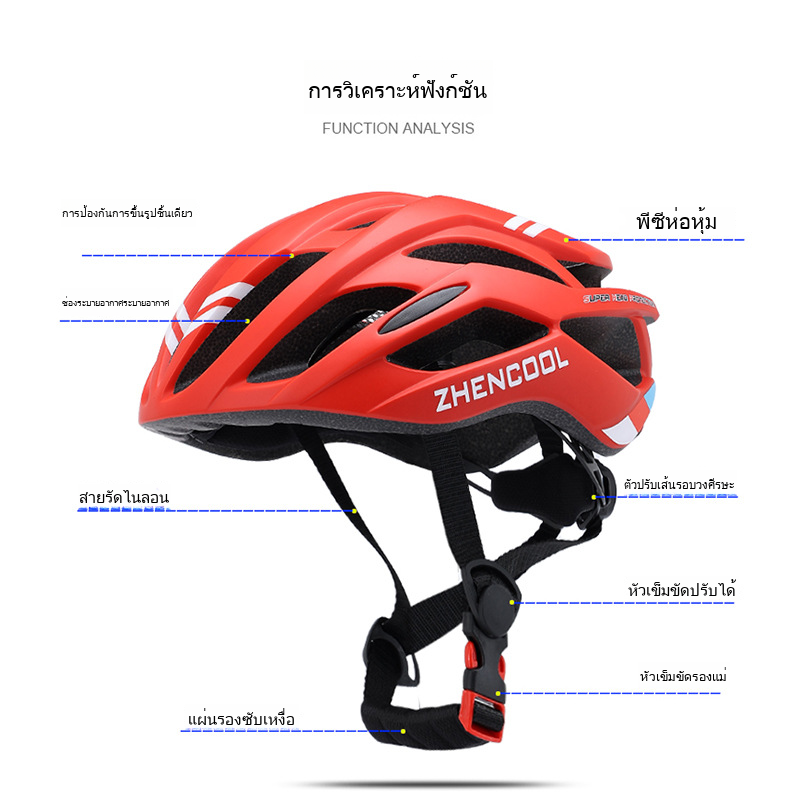 การวิเคราะห์ฟังก์ชัน
FUNCTION ANALYSIS
การป้องกันการขึ้นรูปชิ้นเดียว
พีซีห่อหุ้ม
ช่องระบายอากาศระบายอากาศ
SUPER
ZHENCOOL
สายรัดไนลอน
ตัวปรับเส้นรอบวงศีรษะ
หัวเข็มขัดปรับได้
หัวเข็มขัดรองแม่
แผ่นรองซับเหงื่อ